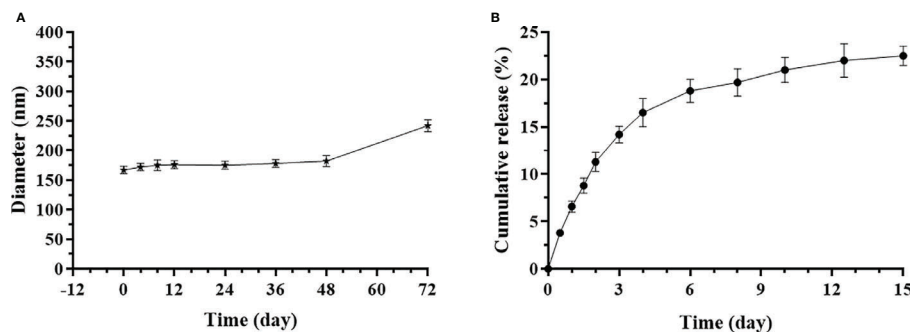 A
Diameter (nm)
400
350
300
250
200
150
100
50
0
-12 0 12 24 36 48 60 72
Time (day)
B
Cumulative release (%)
25
20
15
10
5
0
0 3 6 9 12 15
Time (day)